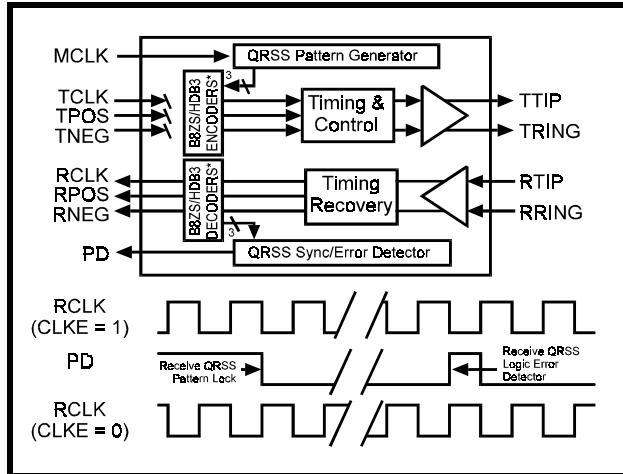 MCLK
QRSS Pattern Generator
3
TCLK
TPOS
TNEG
B8ZS/HDB3
ENCODERS*
Timing &
Control
TTIP
TRING
RCLK
RPOS
RNEG
B8ZS/HDB3
DECODERS*
Timing
Recovery
RTIP
RRING
3
PD
QRSS Sync/Error Detector
RCLK
(CLKE = 1)
PD
Receive QRSS
Pattern Lock
Receive QRSS
Logic Error
Detector
RCLK
(CLKE = 0)